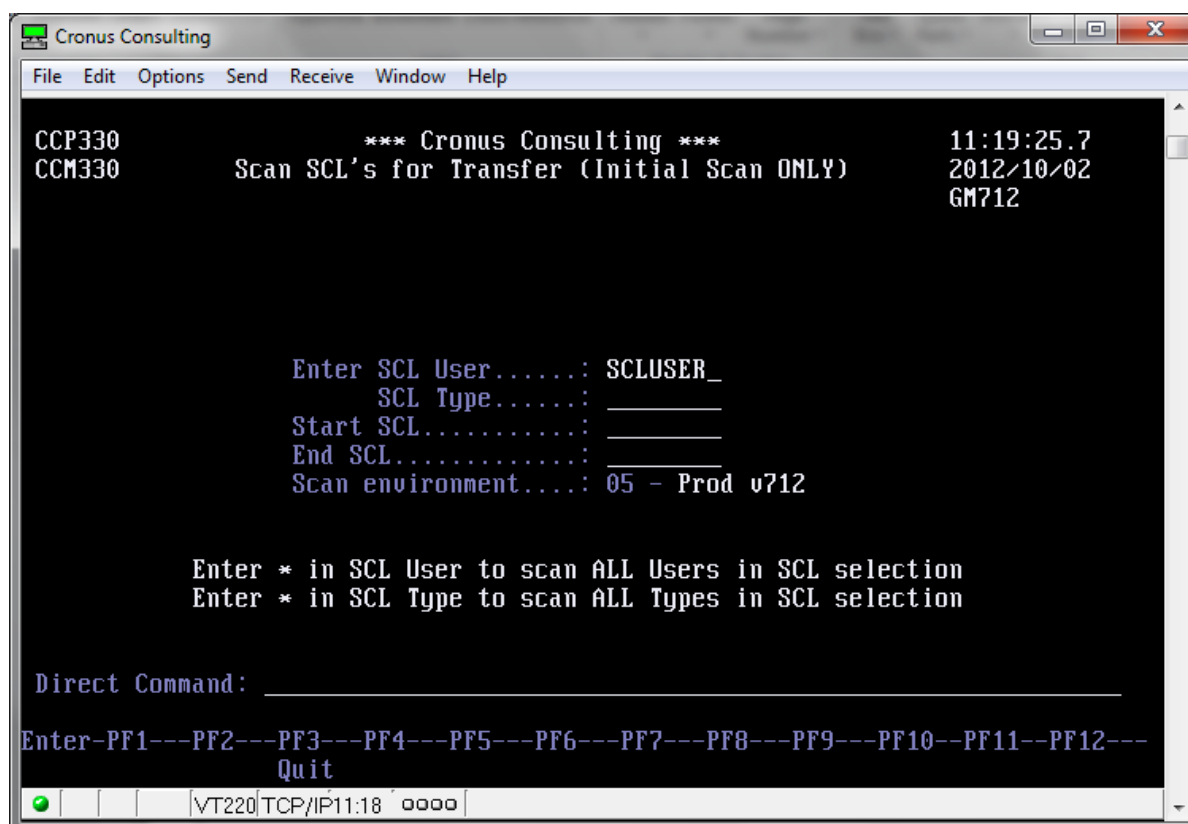 Cronus Consulting
File Edit Options Send Receive Window Help
CCP330 *** Cronus Consulting *** 11:19:25.7
CCM330 Scan SCL's for Transfer (Initial Scan ONLY) 2012/10/02
GM712
Enter SCL User......: SCLUSER_
SCL Type......: ________
Start SCL...........: ________
End SCL.............: ________
Scan environment....: 05 - Prod v712
Enter * in SCL User to scan ALL Users in SCL selection
Enter * in SCL Type to scan ALL Types in SCL selection
Direct Command: ____________________________________________________________
Enter-PF1---PF2---PF3---PF4---PF5---PF6---PF7---PF8---PF9---PF10--PF11--PF12---
Quit
VT220 TCP/IP 11:18